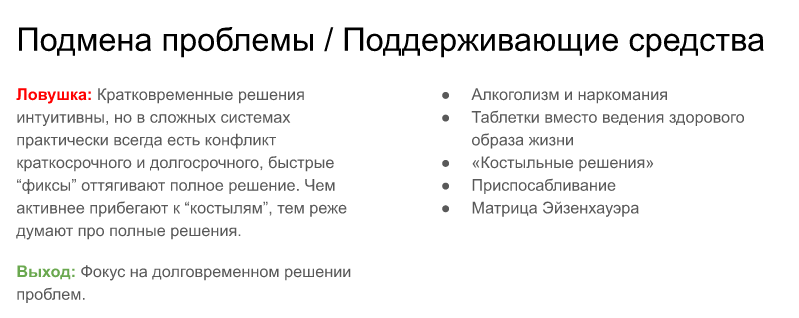 Подмена проблемы / Поддерживающие средства
Ловушка: Кратковременные решения
интуитивны, но в сложных системах
практически всегда есть конфликт
краткосрочного и долгосрочного, быстрые
“фиксы” оттягивают полное решение. Чем
активнее прибегают к “костылям”, тем реже
думают про полные решения.
Выход: Фокус на долговременном решении
проблем.
● Алкоголизм и наркомания
● Таблетки вместо ведения здорового
образа жизни
● «Костыльные решения»
● Приспосабливание
● Матрица Эйзенхауэра